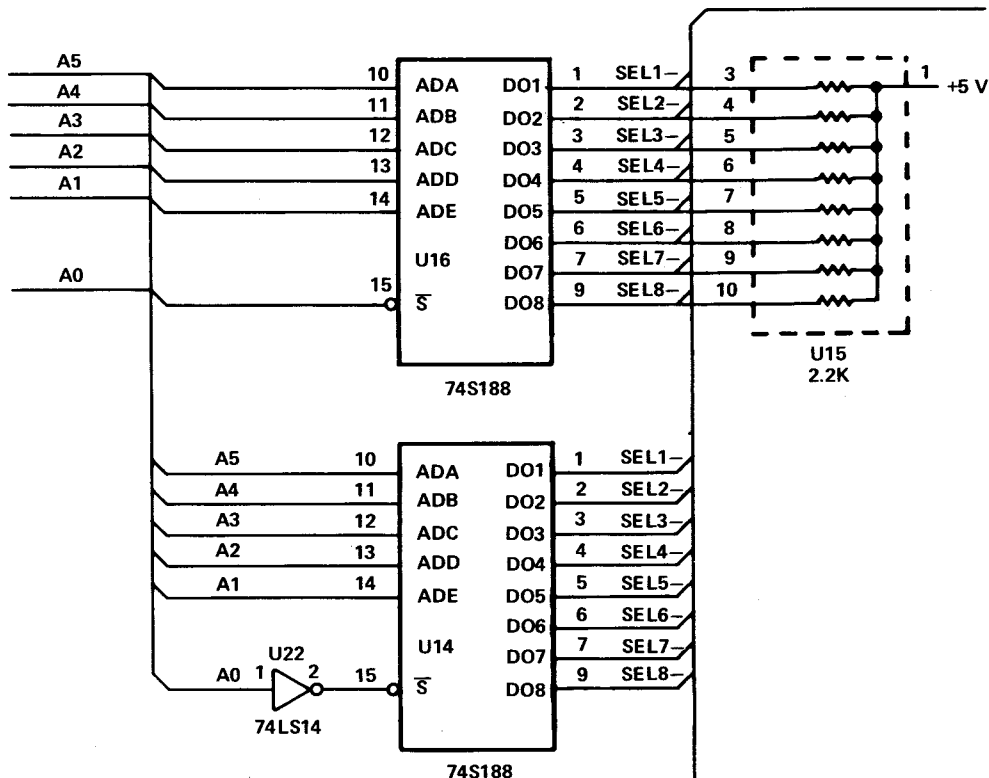 A5 10 ADA DO1 1 SEL1– 3 1 +5 V
A4 11 ADB DO2 2 SEL2– 4
A3 12 ADC DO3 3 SEL3– 5
A2 13 ADD DO4 4 SEL4– 6
A1 14 ADE DO5 5 SEL5– 7
DO6 6 SEL6– 8
U16 DO7 7 SEL7– 9
A0 15 S DO8 9 SEL8– 10
U15
2.2K
74S188
A5 10 ADA DO1 1 SEL1–
A4 11 ADB DO2 2 SEL2–
A3 12 ADC DO3 3 SEL3–
A2 13 ADD DO4 4 SEL4–
A1 14 ADE DO5 5 SEL5–
DO6 6 SEL6–
U14 DO7 7 SEL7–
U22
A0 1 2 15 S DO8 9 SEL8–
74LS14
74S188